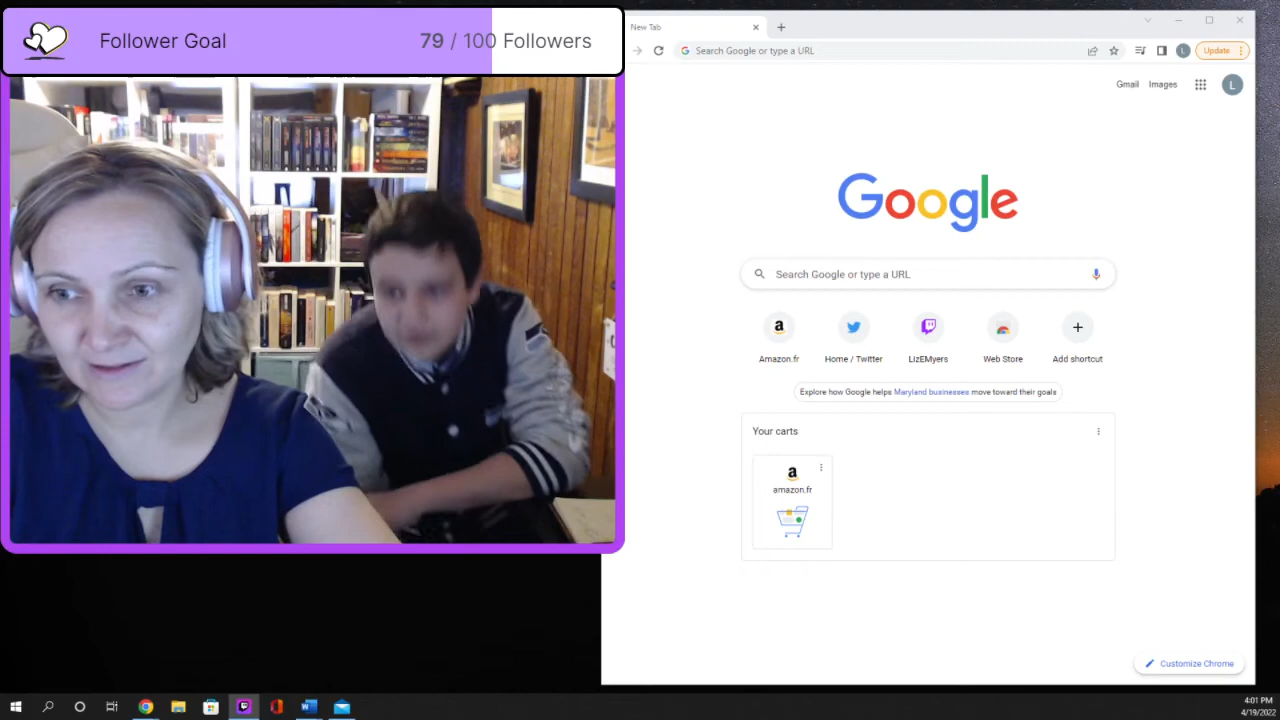 Follower Goal
79 / 100 Followers
New Tab
Search Google or type a URL
Update
Gmail
Images
L
Google
Search Google or type a URL
Amazon.fr
Home / Twitter
LizEMyers
Web Store
Add shortcut
Explore how Google helps Maryland businesses move toward their goals
Your carts
amazon.fr
Customize Chrome
4:01 PM
4/19/2022